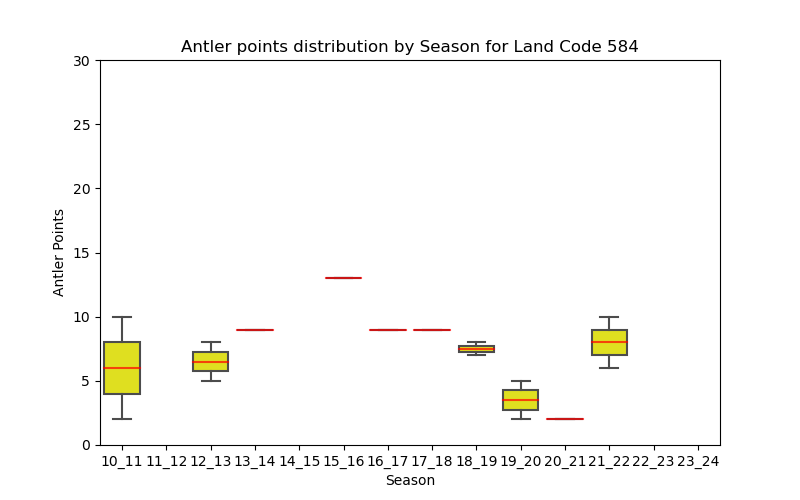 Antler points distribution by Season for Land Code 584
30
25
20
15
10
5
0
Antler Points
10_11 11_12 12_13 13_14 14_15 15_16 16_17 17_18 18_19 19_20 20_21 21_22 22_23 23_24
Season